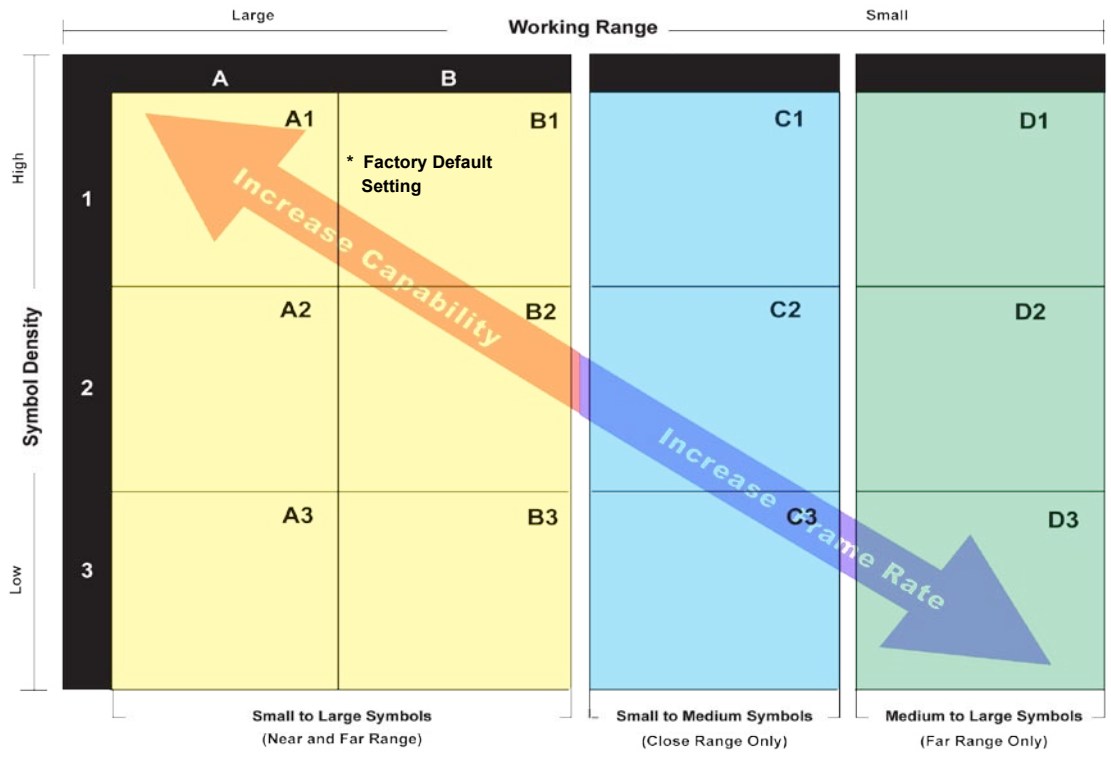 Large
Working Range
Small
A
B
High
1
A1
B1
C1
D1
* Factory Default
Setting
Increase Capability
Symbol Density
2
A2
B2
C2
D2
Increase Frame Rate
Low
3
A3
B3
C3
D3
Small to Large Symbols
(Near and Far Range)
Small to Medium Symbols
(Close Range Only)
Medium to Large Symbols
(Far Range Only)